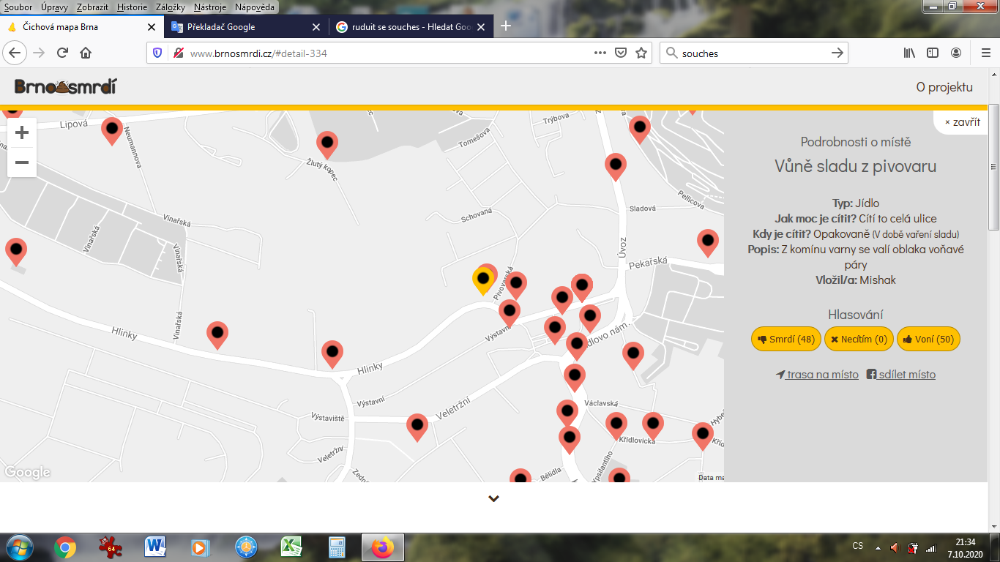 Soubor Úpravy Zobrazit Historie Záložky Nástroje Nápověda
Čichová mapa Brna
Překladač Google
ruduit se souches - Hledat Goo
www.brnosmrdi.cz/#detail-334
souches
Brno smrdí
O projektu
× zavřít
Podrobnosti o místě
Vůně sladu z pivovaru
Typ: Jídlo
Jak moc je cítit? Cítí to celá ulice
Kdy je cítit? Opakovaně (V době vaření sladu)
Popis: Z komínu varny se valí oblaka voňavé
páry
Vložil/a: Mishak
Hlasování
Smrdí (48)
Necítím (0)
Voní (50)
trasa na místo
sdílet místo
Lipová
Neumannova
Žlutý kopec
Tomešova
Trýbova
Pellicova
Sladová
Schovaná
Vinařská
Vinařská
Vinařská
Vinařská
Úvoz
Pekařská
Pivovarská
Výstavní
dlovo nám.
Hlinky
Hlinky
Výstavní
Veletržní
Výstaviště
Veletržní
Václavská
Křídlovická
Ypsilantiho
Bělidla
Hybe
Kříd
Zedn
Google
Data ma
64
CS
21:34
7.10.2020